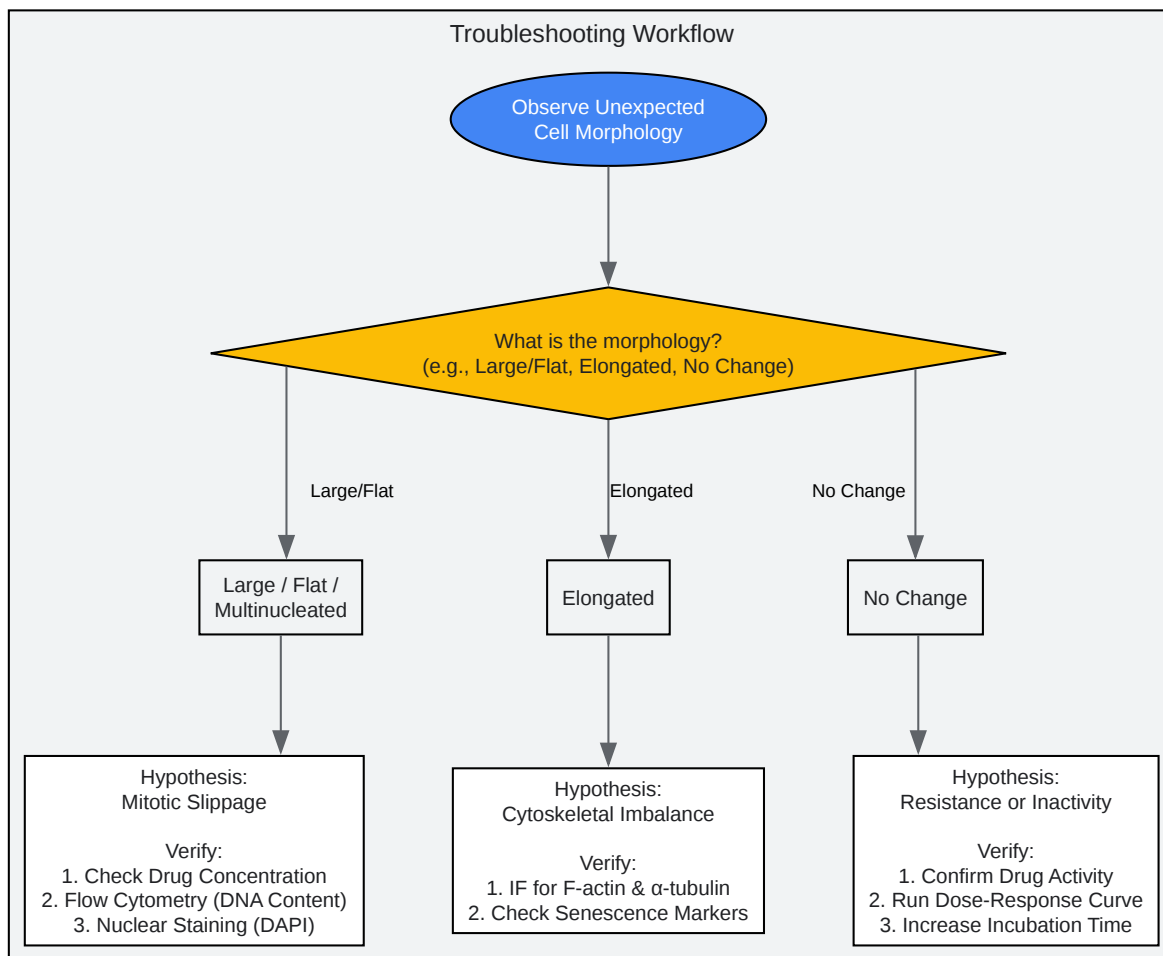 Troubleshooting Workflow
Observe Unexpected
Cell Morphology
What is the morphology?
(e.g., Large/Flat, Elongated, No Change)
Large/Flat
Elongated
No Change
Large / Flat /
Multinucleated
Elongated
No Change
Hypothesis:
Mitotic Slippage
Verify:
1. Check Drug Concentration
2. Flow Cytometry (DNA Content)
3. Nuclear Staining (DAPI)
Hypothesis:
Cytoskeletal Imbalance
Verify:
1. IF for F-actin & α-tubulin
2. Check Senescence Markers
Hypothesis:
Resistance or Inactivity
Verify:
1. Confirm Drug Activity
2. Run Dose-Response Curve
3. Increase Incubation Time